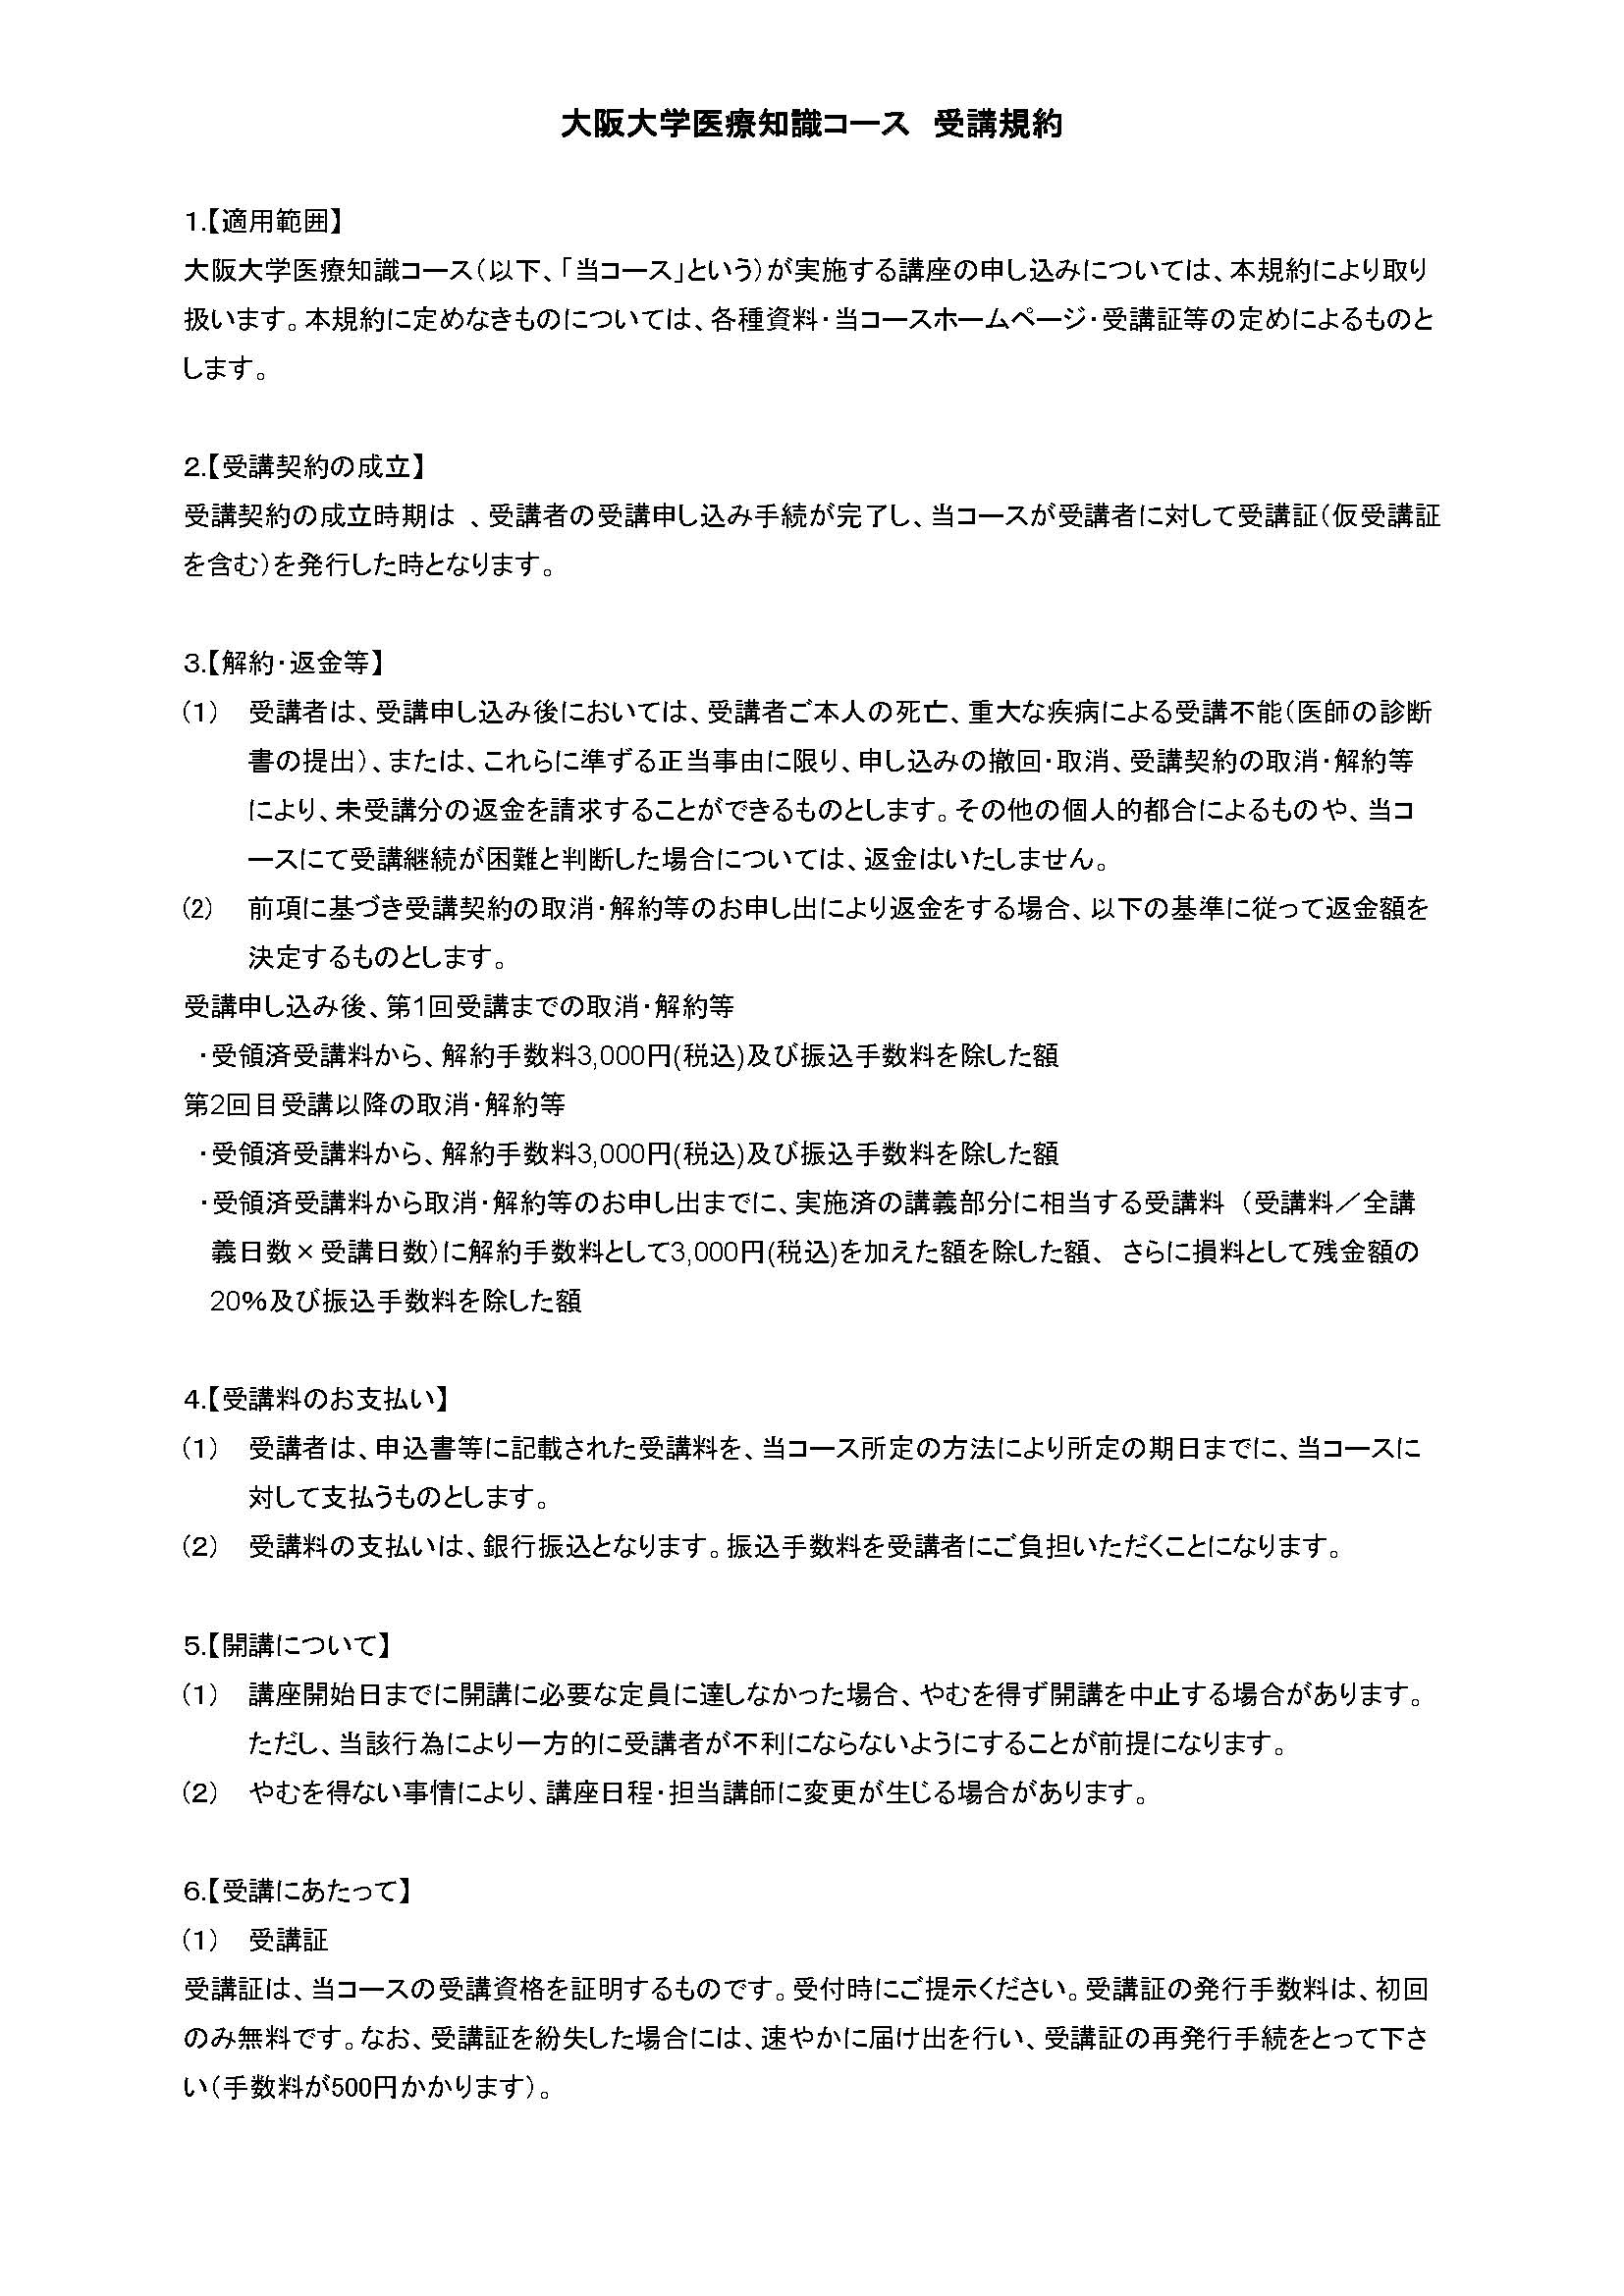 大阪大学医療知識コース　受講規約
1.【適用範囲】
大阪大学医療知識コース（以下、「当コース」という）が実施する講座の申し込みについては、本規約により取り
扱います。本規約に定めなきものについては、各種資料・当コースホームページ・受講証等の定めによるものと
します。
2.【受講契約の成立】
受講契約の成立時期は 、受講者の受講申し込み手続が完了し、当コースが受講者に対して受講証（仮受講証
を含む）を発行した時となります。
3.【解約・返金等】
（1）　受講者は、受講申し込み後においては、受講者ご本人の死亡、重大な疾病による受講不能（医師の診断
書の提出）、または、これらに準ずる正当事由に限り、申し込みの撤回・取消、受講契約の取消・解約等
により、未受講分の返金を請求することができるものとします。その他の個人的都合によるものや、当コ
ースにて受講継続が困難と判断した場合については、返金はいたしません。
（2）　前項に基づき受講契約の取消・解約等のお申し出により返金をする場合、以下の基準に従って返金額を
決定するものとします。
受講申し込み後、第1回受講までの取消・解約等
・受領済受講料から、解約手数料3,000円(税込)及び振込手数料を除した額
第2回目受講以降の取消・解約等
・受領済受講料から、解約手数料3,000円(税込)及び振込手数料を除した額
・受領済受講料から取消・解約等のお申し出までに、実施済の講義部分に相当する受講料 （受講料／全講
義日数×受講日数）に解約手数料として3,000円(税込)を加えた額を除した額、 さらに損料として残金額の
20%及び振込手数料を除した額
4.【受講料のお支払い】
（1）　受講者は、申込書等に記載された受講料を、当コース所定の方法により所定の期日までに、当コースに
対して支払うものとします。
（2）　受講料の支払いは、銀行振込となります。振込手数料を受講者にご負担いただくことになります。
5.【開講について】
（1）　講座開始日までに開講に必要な定員に達しなかった場合、やむを得ず開講を中止する場合があります。
ただし、当該行為により一方的に受講者が不利にならないようにすることが前提になります。
（2）　やむを得ない事情により、講座日程・担当講師に変更が生じる場合があります。
6.【受講にあたって】
（1）　受講証
受講証は、当コースの受講資格を証明するものです。受付時にご提示ください。受講証の発行手数料は、初回
のみ無料です。なお、受講証を紛失した場合には、速やかに届け出を行い、受講証の再発行手続をとって下さ
い（手数料が500円かかります）。